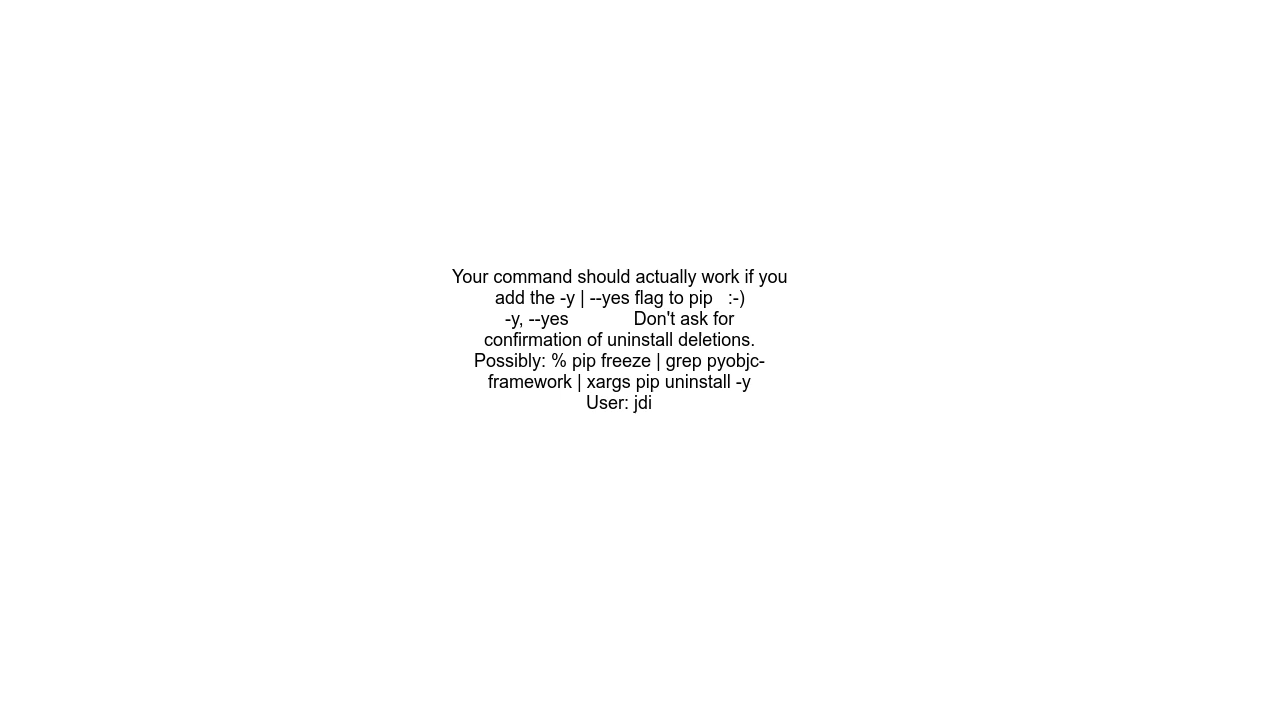 Your command should actually work if you
add the -y | --yes flag to pip   :-)
-y, --yes             Don't ask for
confirmation of uninstall deletions.
Possibly: % pip freeze | grep pyobjc-
framework | xargs pip uninstall -y
User: jdi